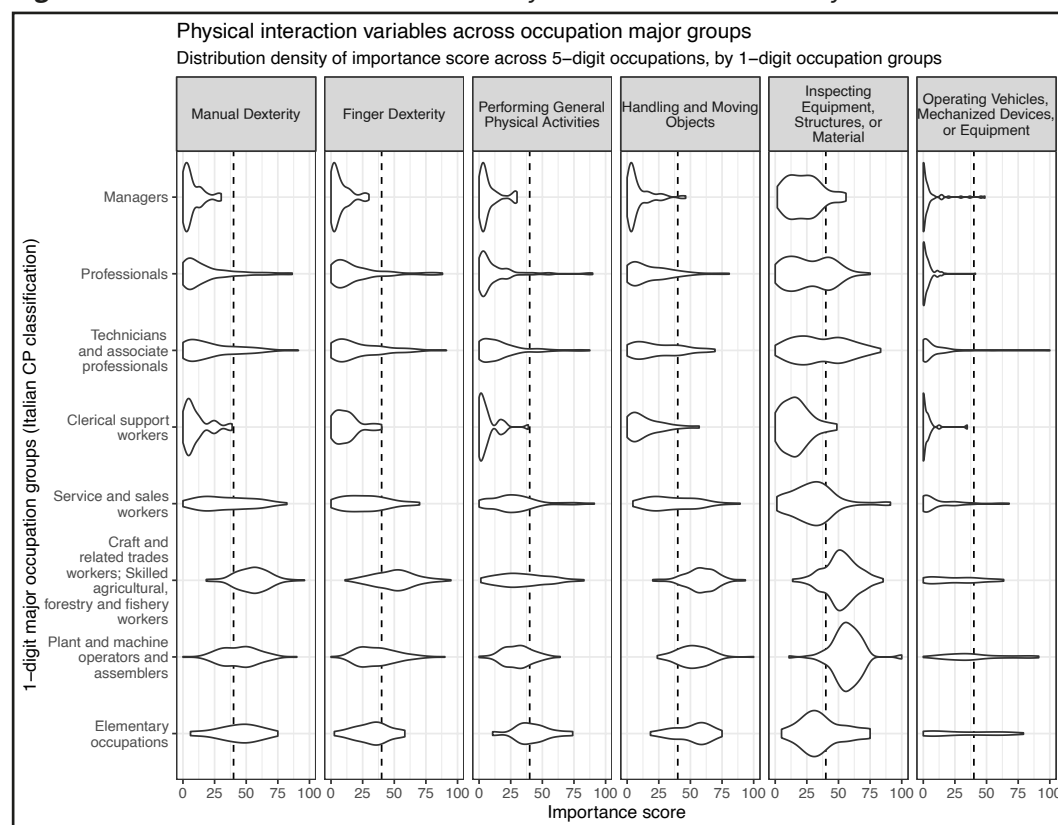 Physical interaction variables across occupation major groups
Distribution density of importance score across 5−digit occupations, by 1−digit occupation groups
Manual Dexterity
Finger Dexterity
Performing General
Physical Activities
Handling and Moving
Objects
Inspecting
Equipment,
Structures, or
Material
Operating Vehicles,
Mechanized Devices,
or Equipment
1−digit major occupation groups (Italian CP classification)
Managers
Professionals
Technicians
and associate
professionals
Clerical support
workers
Service and sales
workers
Craft and
related trades
workers; Skilled
agricultural,
forestry and fishery
workers
Plant and machine
operators and
assemblers
Elementary
occupations
0 25 50 75 100 0 25 50 75 100 0 25 50 75 100 0 25 50 75 100 0 25 50 75 100 0 25 50 75 100
Importance score